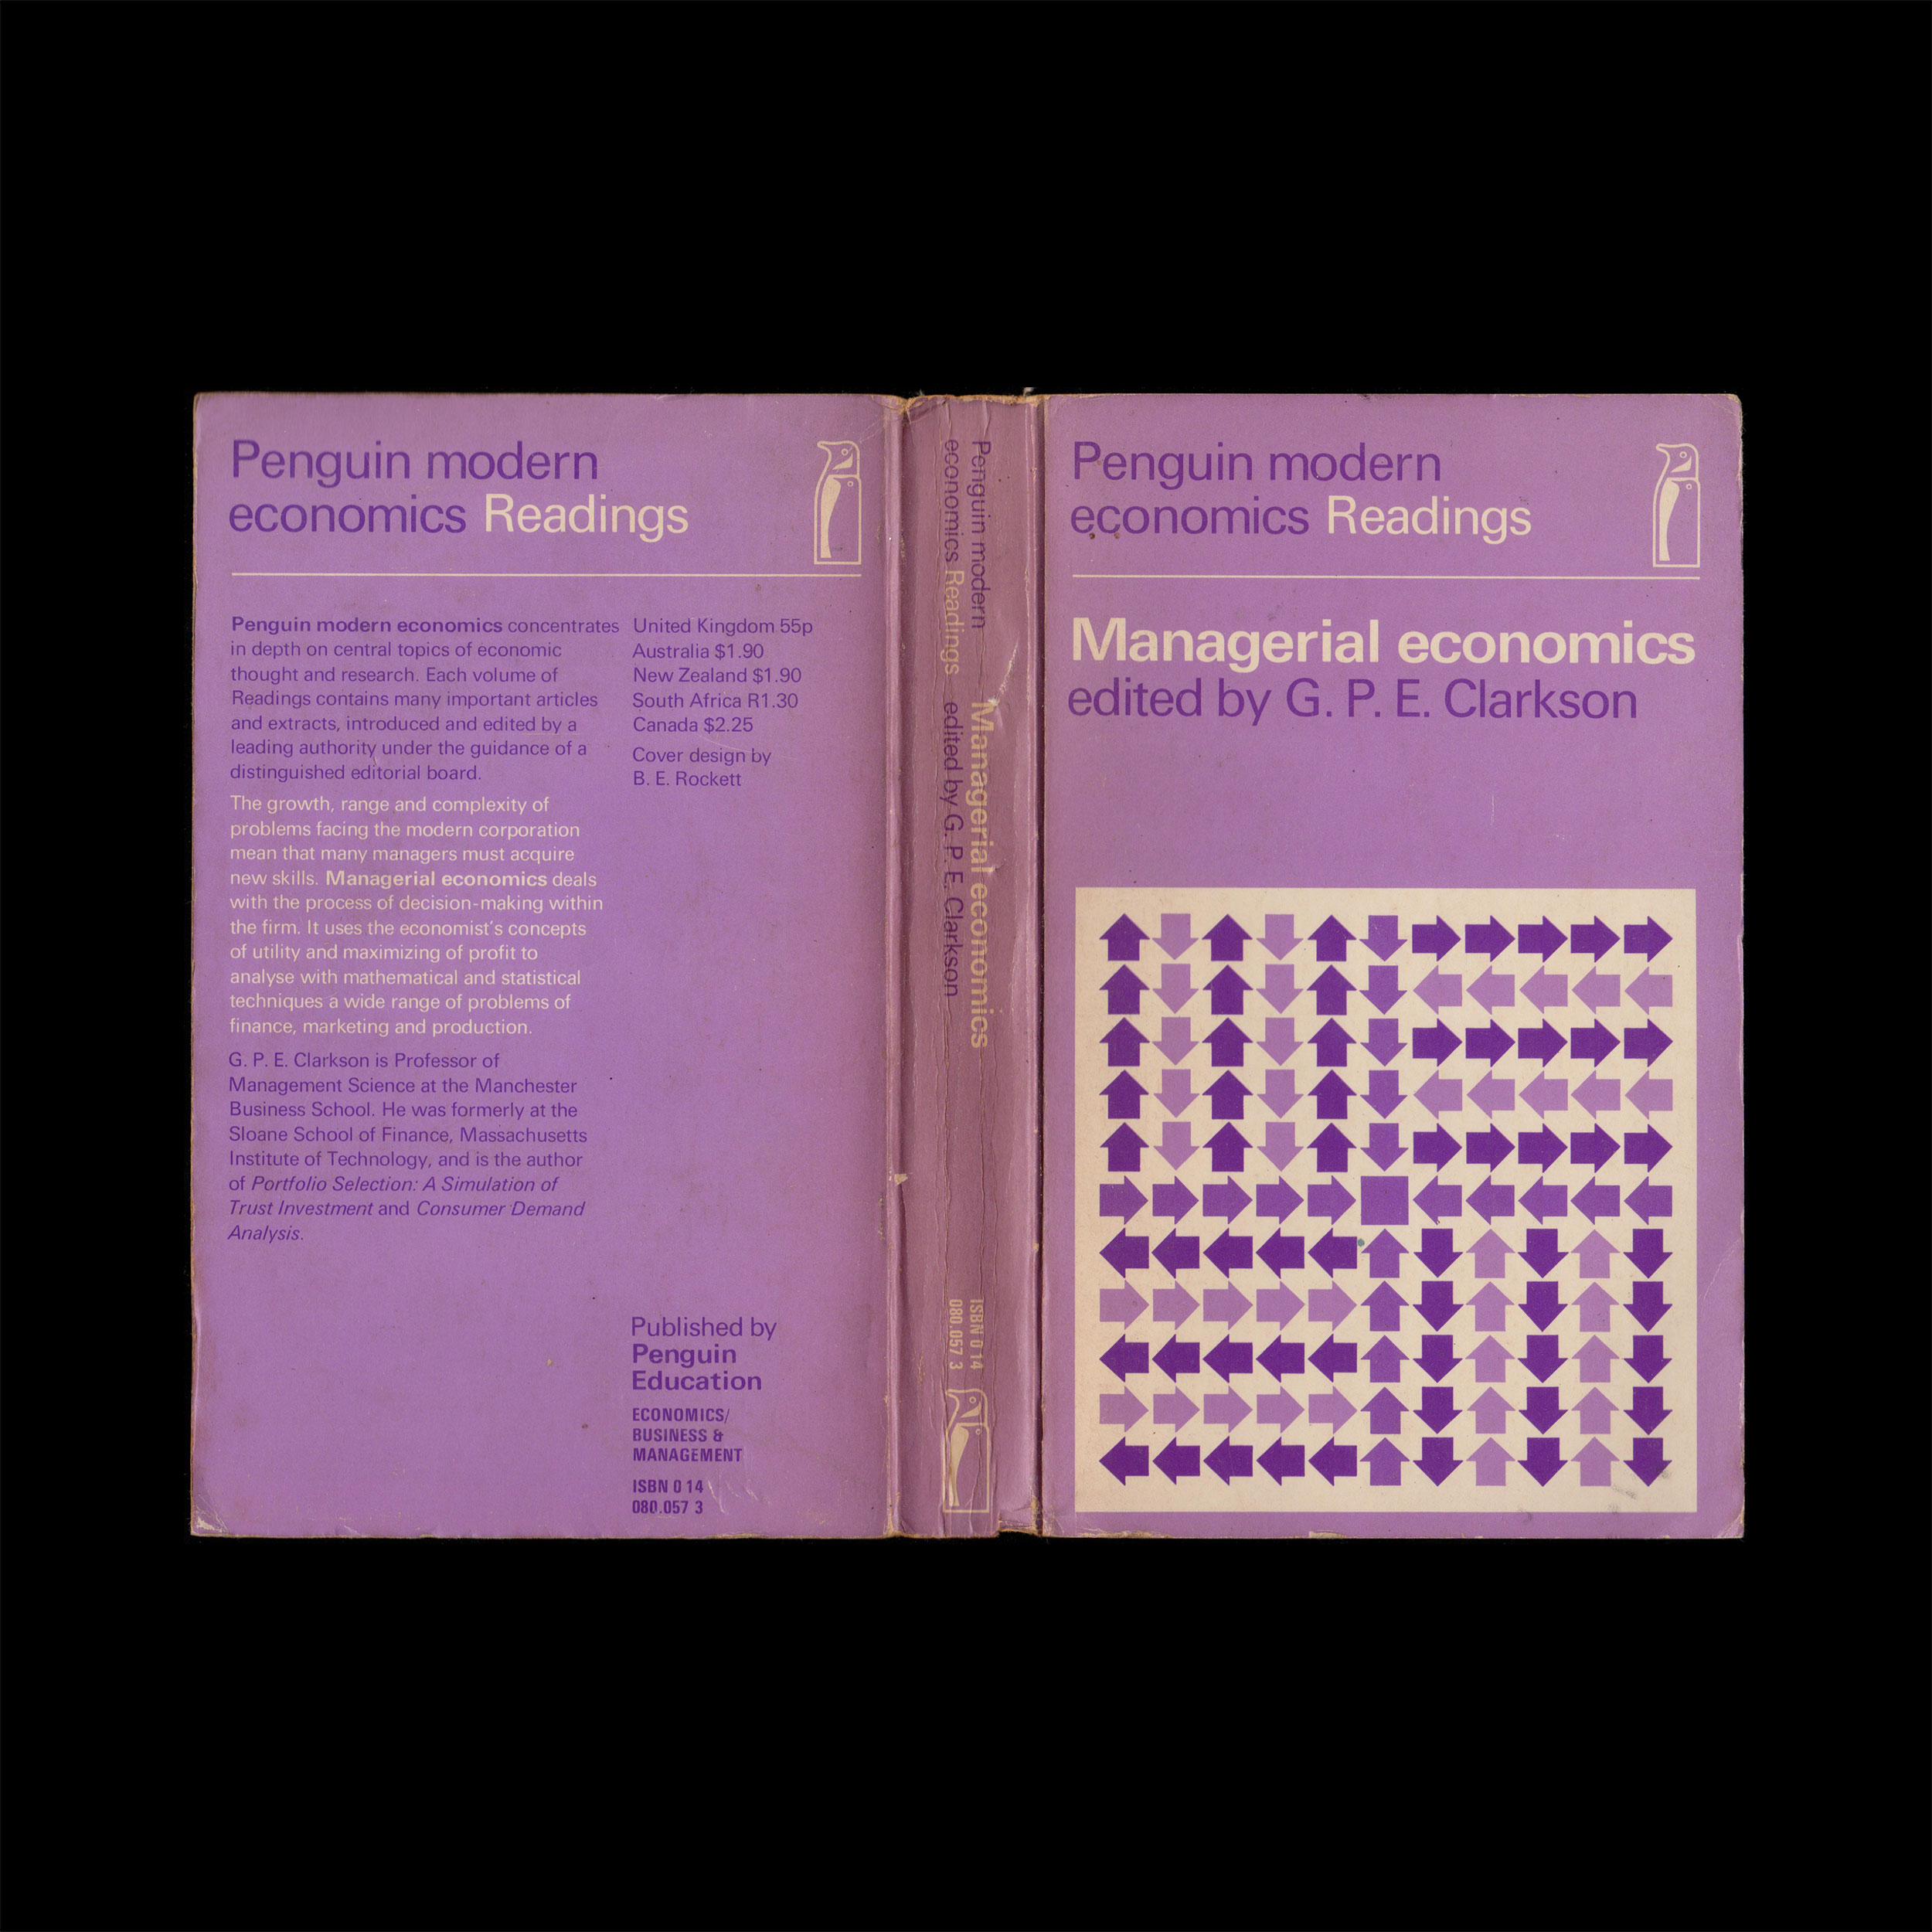 Penguin modern
economics Readings
Penguin modern economics concentrates
in depth on central topics of economic
thought and research. Each volume of
Readings contains many important articles
and extracts, introduced and edited by a
leading authority under the guidance of a
distinguished editorial board.
The growth, range and complexity of
problems facing the modern corporation
mean that many managers must acquire
new skills. Managerial economics deals
with the process of decision-making within
the firm. It uses the economist's concepts
of utility and maximizing of profit to
analyse with mathematical and statistical
techniques a wide range of problems of
finance, marketing and production.
G. P. E. Clarkson is Professor of
Management Science at the Manchester
Business School. He was formerly at the
Sloane School of Finance, Massachusetts
Institute of Technology, and is the author
of Portfolio Selection: A Simulation of
Trust Investment and Consumer Demand
Analysis.
United Kingdom 55p
Australia $1.90
New Zealand $1.90
South Africa R1.30
Canada $2.25
Cover design by
B. E. Rockett
Published by
Penguin
Education
ECONOMICS/
BUSINESS &
MANAGEMENT
ISBN 0 14
080.057 3
Penguin modern
economics Readings
Managerial economics
edited by G. P. E. Clarkson
ISBN 0 14
080.057 3
Penguin modern
economics Readings
Managerial economics
edited by G. P. E. Clarkson